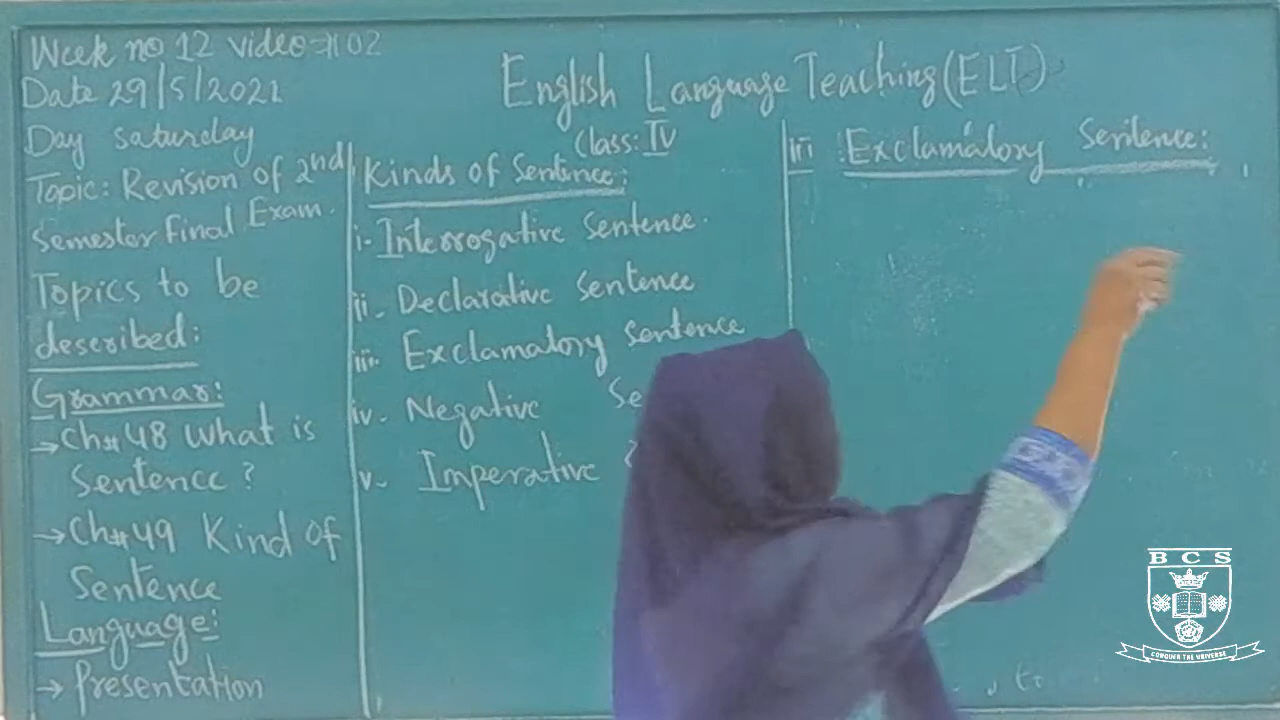 Week no 12 video # 02
Date 29/5/2021
Day saturday
Topic: Revision of 2nd
Semester Final Exam.
Topics to be
described:
Grammar:
→ Ch# 48 What is
Sentence?
→ Ch# 49 Kind of
Sentence
Language:
→ Presentation
English Language Teaching (ELT)
Class: IV
Kinds of Sentence:
i. Interrogative Sentence.
ii. Declarative Sentence
iii. Exclamatory Sentence
iv. Negative Se
v. Imperative
iii Exclamatory Sentence:
BCS
CONQUER THE UNIVERSE